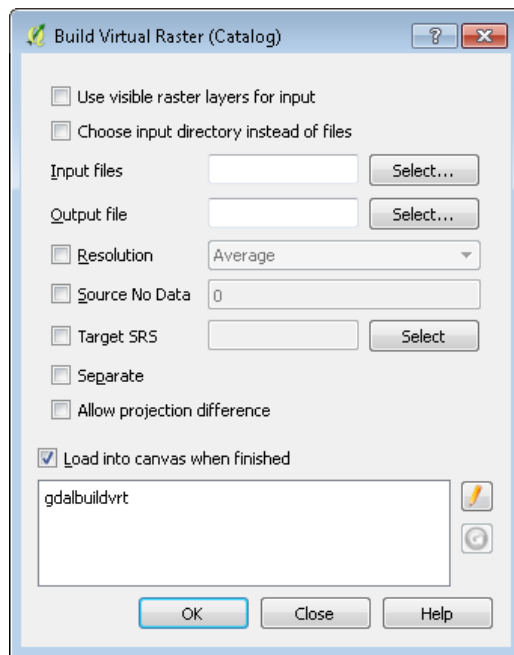 Build Virtual Raster (Catalog)
?
Use visible raster layers for input
Choose input directory instead of files
Input files Select...
Output file Select...
Resolution Average
Source No Data 0
Target SRS Select
Separate
Allow projection difference
Load into canvas when finished
gdalbuildvrt
OK Close Help